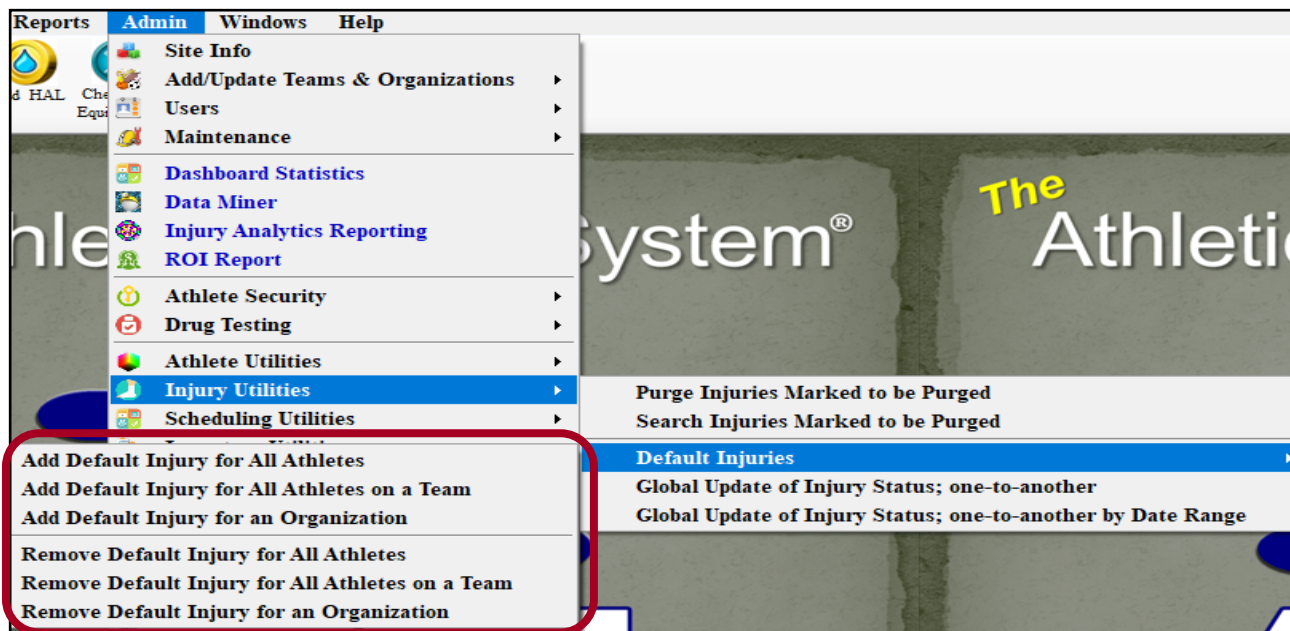 Reports Admin Windows Help
Site Info
HAL
Add/Update Teams & Organizations
Users
Maintenance
Dashboard Statistics
Data Miner
Injury Analytics Reporting
ROI Report
The
System® Athleti
Athlete Security
Drug Testing
Athlete Utilities
Injury Utilities
Scheduling Utilities
Purge Injuries Marked to be Purged
Search Injuries Marked to be Purged
Default Injuries
Global Update of Injury Status; one-to-another
Global Update of Injury Status; one-to-another by Date Range
Add Default Injury for All Athletes
Add Default Injury for All Athletes on a Team
Add Default Injury for an Organization
Remove Default Injury for All Athletes
Remove Default Injury for All Athletes on a Team
Remove Default Injury for an Organization